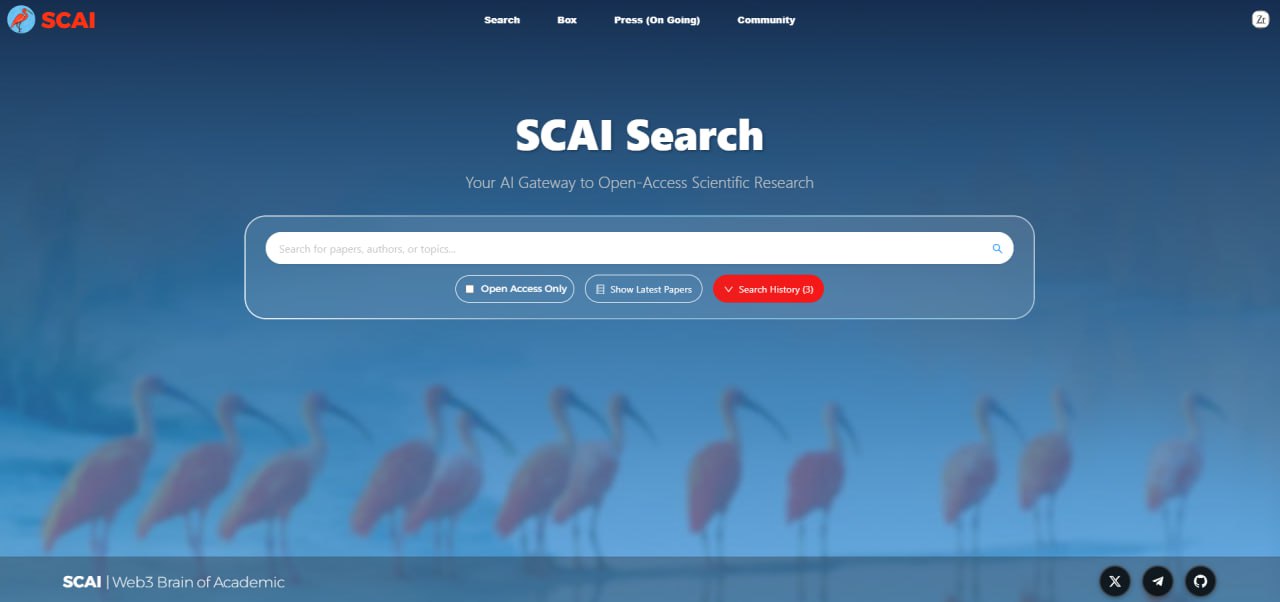 SCAI
Search Box Press (On Going) Community
Zr
SCAI Search
Your AI Gateway to Open-Access Scientific Research
Search for papers, authors, or topics...
Open Access Only Show Latest Papers Search History (3)
SCAI | Web3 Brain of Academic